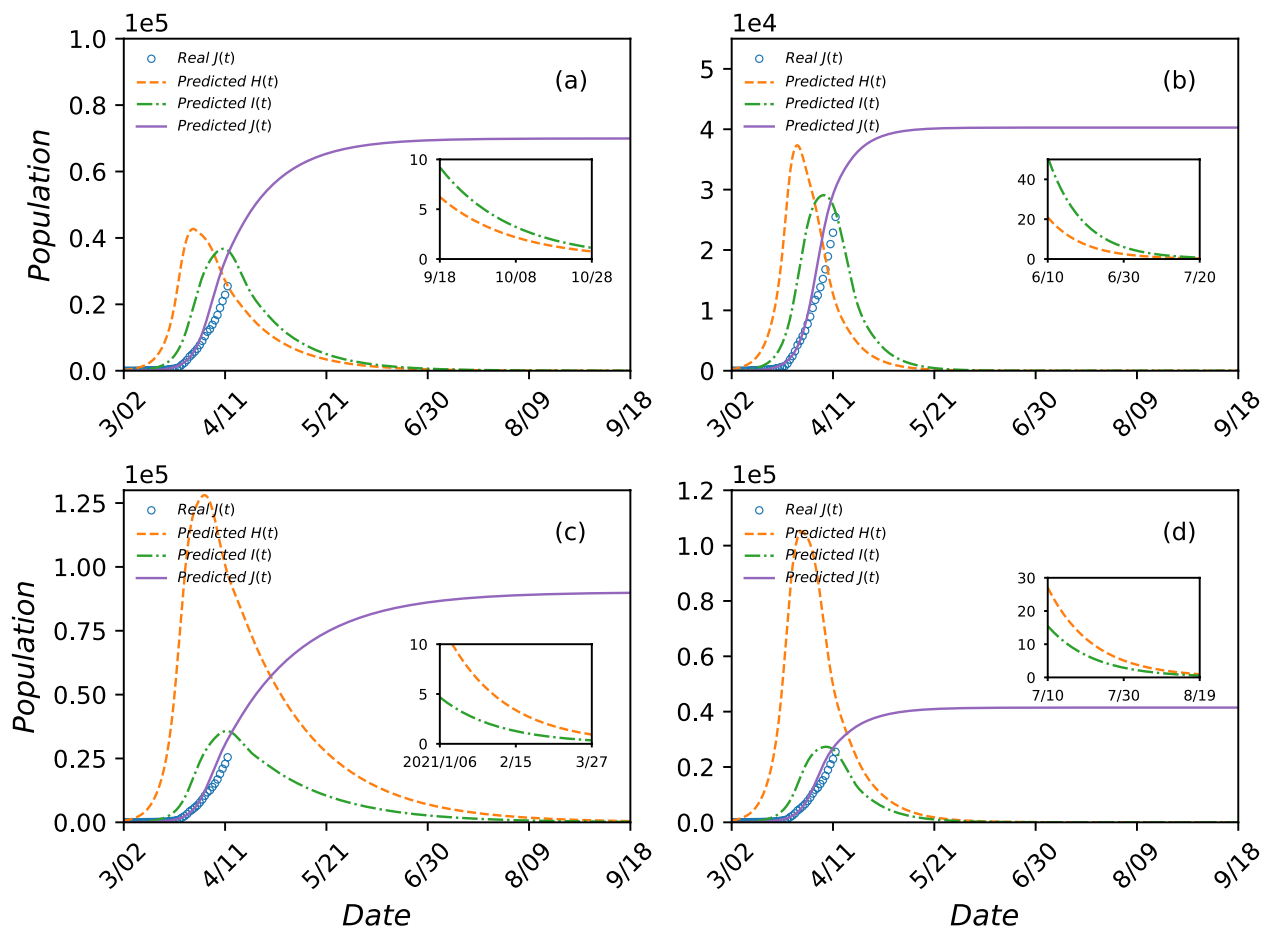 1e5
Real J(t)
Predicted H(t)
Predicted I(t)
Predicted J(t)
(a)
Population
1.0
0.8
0.6
0.4
0.2
0.0
3/02
4/11
5/21
6/30
8/09
9/18
10
5
0
9/18
10/08
10/28
1e4
Real J(t)
Predicted H(t)
Predicted I(t)
Predicted J(t)
(b)
5
4
3
2
1
0
3/02
4/11
5/21
6/30
8/09
9/18
40
20
0
6/10
6/30
7/20
1e5
Real J(t)
Predicted H(t)
Predicted I(t)
Predicted J(t)
(c)
Population
1.25
1.00
0.75
0.50
0.25
0.00
3/02
4/11
5/21
6/30
8/09
9/18
Date
10
5
0
2021/1/06
2/15
3/27
1e5
Real J(t)
Predicted H(t)
Predicted I(t)
Predicted J(t)
(d)
1.2
1.0
0.8
0.6
0.4
0.2
0.0
3/02
4/11
5/21
6/30
8/09
9/18
Date
30
20
10
0
7/10
7/30
8/19